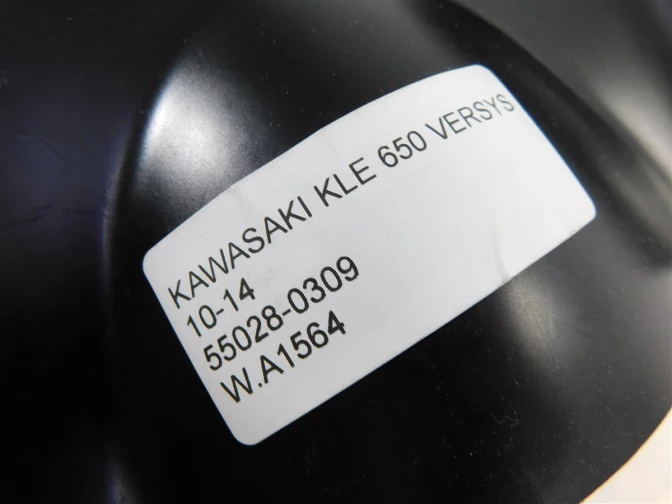 KAWASAKI KLE 650 VERSYS
10-14
55028-0309
W.A1564